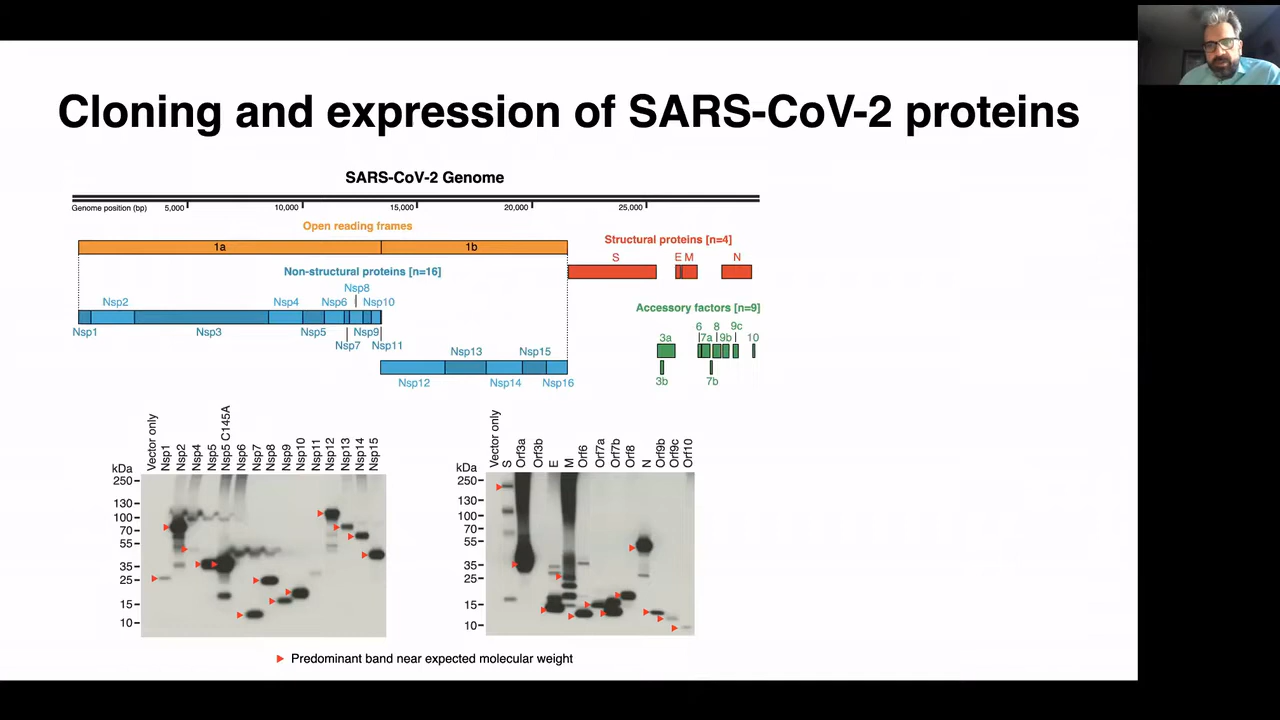 Cloning and expression of SARS-CoV-2 proteins
SARS-CoV-2 Genome
Genome position (bp) 5,000 10,000 15,000 20,000 25,000
Open reading frames
1a 1b
Structural proteins [n=4]
S E M N
Non-structural proteins [n=16]
Nsp8
Nsp2 Nsp4 Nsp6 Nsp10
Nsp1 Nsp3 Nsp5 Nsp9
Nsp7 Nsp11
Nsp13 Nsp15
Nsp12 Nsp14 Nsp16
Accessory factors [n=9]
6 8 9c
3a 7a 9b 10
3b 7b
Vector only
Nsp1
Nsp2
Nsp4
Nsp5
Nsp5 C145A
Nsp6
Nsp7
Nsp8
Nsp9
Nsp10
Nsp11
Nsp12
Nsp13
Nsp14
Nsp15
kDa
250
130
100
70
55
35
25
15
10
Vector only
S
Orf3a
Orf3b
E
M
Orf6
Orf7a
Orf7b
Orf8
N
Orf9b
Orf9c
Orf10
kDa
250
130
100
70
55
35
25
15
10
Predominant band near expected molecular weight